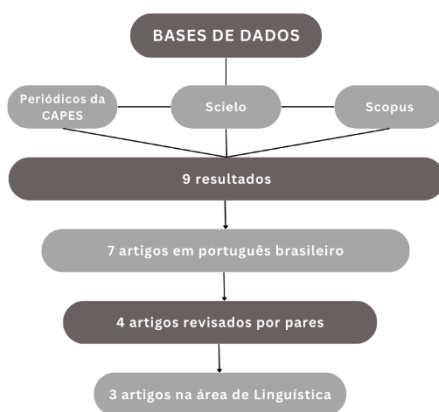 BASES DE DADOS
Periódicos da
CAPES
Scielo
Scopus
9 resultados
7 artigos em português brasileiro
4 artigos revisados por pares
3 artigos na área de Linguística